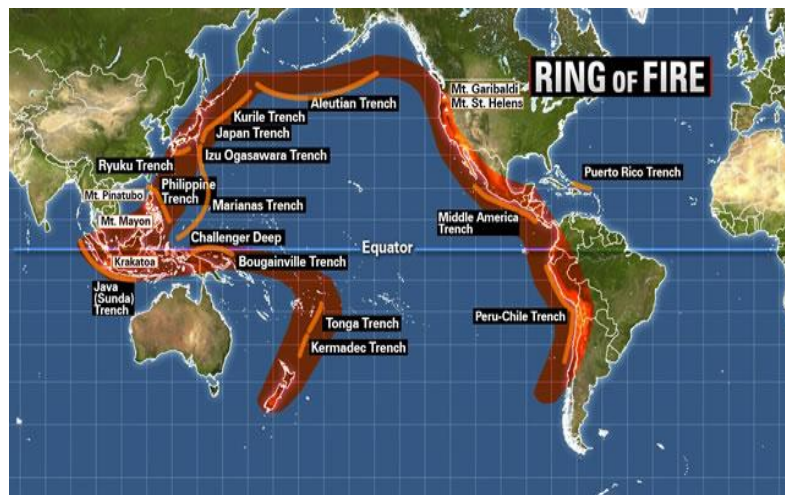 RING OF FIRE
Mt. Garibaldi
Mt. St. Helens
Aleutian Trench
Kurile Trench
Japan Trench
Izu Ogasawara Trench
Ryuku Trench
Puerto Rico Trench
Mt. Pinatubo
Philippine
Trench
Marianas Trench
Mt. Mayon
Middle America
Trench
Challenger Deep
Equator
Krakatoa
Bougainville Trench
Java
(Sunda)
Trench
Tonga Trench
Peru-Chile Trench
Kermadec Trench